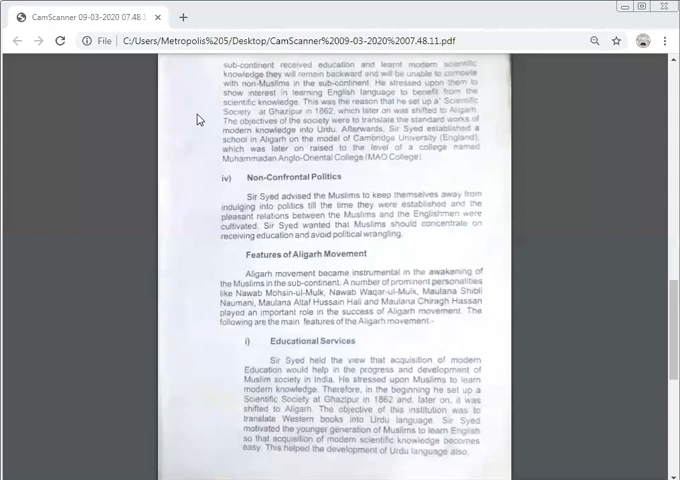 CamScanner 09-03-2020 07.48.1
File | C:/Users/Metropolis%205/Desktop/CamScanner%2009-03-2020%2007.48.11.pdf
sub-continent received education and learnt modern scientific
knowledge they will remain backward and will be unable to compete
with non-Muslims in the sub-continent. He stressed upon them to
show interest in learning English language to benefit from the
scientific knowledge. This was the reason that he set up a" Scientific
Society " at Ghazipur in 1862, which later on was shifted to Aligarh.
The objectives of the society were to translate the standard works of
modern knowledge into Urdu. Afterwards, Sir Syed established a
school in Aligarh on the model of Cambridge University (England),
which was later on raised to the level of a college named
Muhammadan Anglo-Oriental College (MAO College).
iv) Non-Confrontal Politics
Sir Syed advised the Muslims to keep themselves away from
indulging into politics till the time they were established and the
pleasant relations between the Muslims and the Englishmen were
cultivated. Sir Syed wanted that Muslims should concentrate on
receiving education and avoid political wrangling.
Features of Aligarh Movement
Aligarh movement became instrumental in the awakening of
the Muslims in the sub-continent. A number of prominent personalities
like Nawab Mohsin-ul-Mulk, Nawab Waqar-ul-Mulk, Maulana Shibli
Naumani, Maulana Altaf Hussain Hali and Maulana Chiragh Hassan
played an important role in the success of Aligarh movement. The
following are the main features of the Aligarh movement.-
i) Educational Services
Sir Syed held the view that acquisition of modern
Education would help in the progress and development of
Muslim society in India. He stressed upon Muslims to learn
modern knowledge. Therefore, in the beginning he set up a
Scientific Society at Ghazipur in 1862 and, later on, it was
shifted to Aligarh. The objective of this institution was to
translate Western books into Urdu language. Sir Syed
motivated the younger generation of Muslims to learn English
so that acquisition of modern scientific knowledge becomes
easy. This helped the development of Urdu language also.